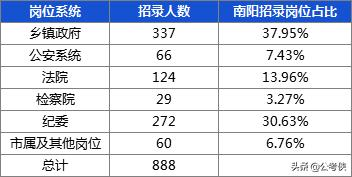 岗位系统 招录人数 南阳招录岗位占比
乡镇政府 337 37.95%
公安系统 66 7.43%
法院 124 13.96%
检察院 29 3.27%
纪委 272 30.63%
市属及其他岗位 60 6.76%
总计 888
头条 @公考侠